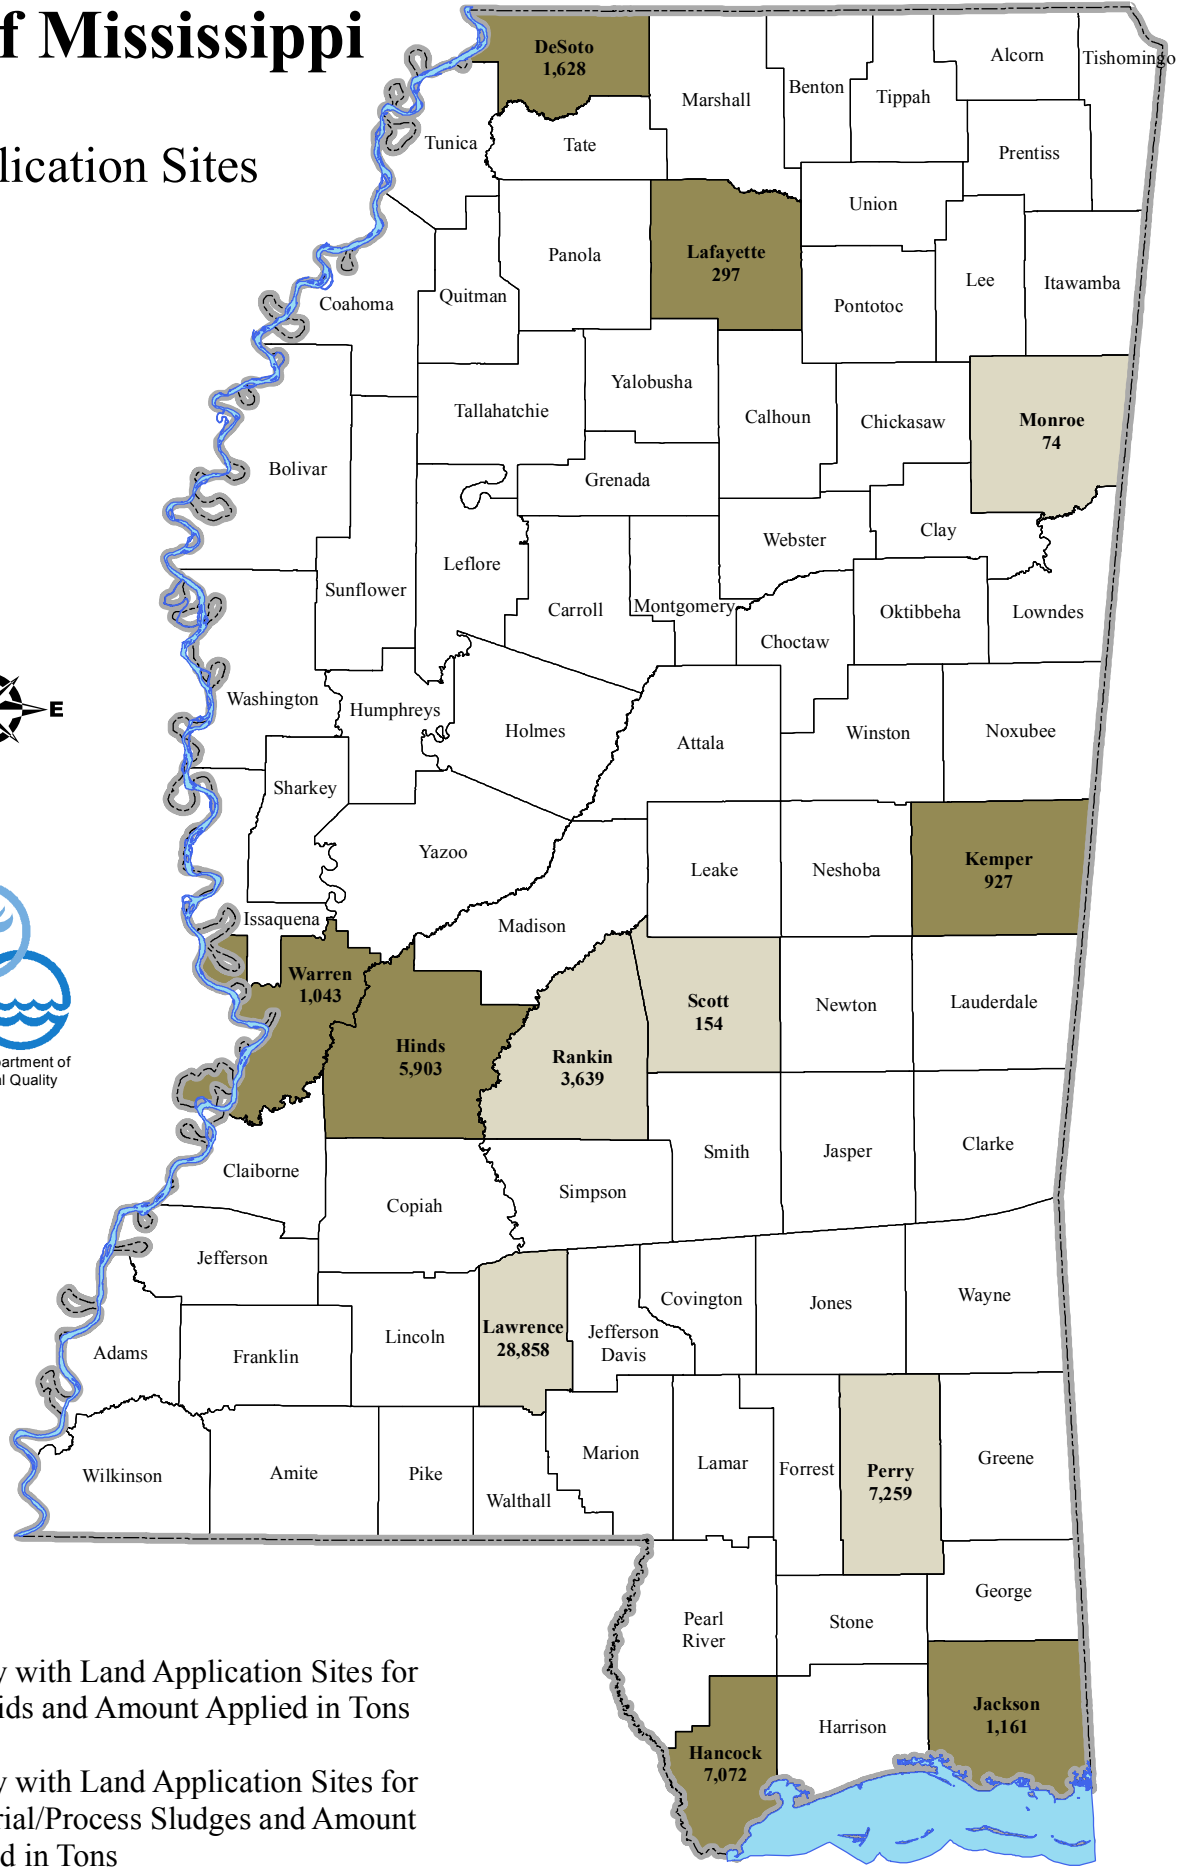 f Mississippi
lication Sites
DeSoto
1,628
Marshall
Benton
Tippah
Alcorn
Tishomingo
Tunica
Tate
Prentiss
Union
Panola
Lafayette
297
Lee
Itawamba
Coahoma
Quitman
Pontotoc
Yalobusha
Tallahatchie
Calhoun
Chickasaw
Monroe
74
Bolivar
Grenada
Clay
Webster
Leflore
Sunflower
Carroll
Montgomery
Oktibbeha
Lowndes
Choctaw
E
Washington
Humphreys
Holmes
Attala
Winston
Noxubee
Sharkey
Yazoo
Leake
Neshoba
Kemper
927
Issaquena
Madison
Warren
1,043
Scott
154
Newton
Lauderdale
Hinds
5,903
Rankin
3,639
artment of
l Quality
Claiborne
Copiah
Simpson
Smith
Jasper
Clarke
Jefferson
Covington
Jones
Wayne
Lawrence
28,858
Jefferson
Davis
Lincoln
Adams
Franklin
Wilkinson
Amite
Pike
Walthall
Marion
Lamar
Forrest
Perry
7,259
Greene
George
Stone
Pearl
River
Jackson
1,161
Harrison
Hancock
7,072
y with Land Application Sites for
ids and Amount Applied in Tons
y with Land Application Sites for
rial/Process Sludges and Amount
d in Tons